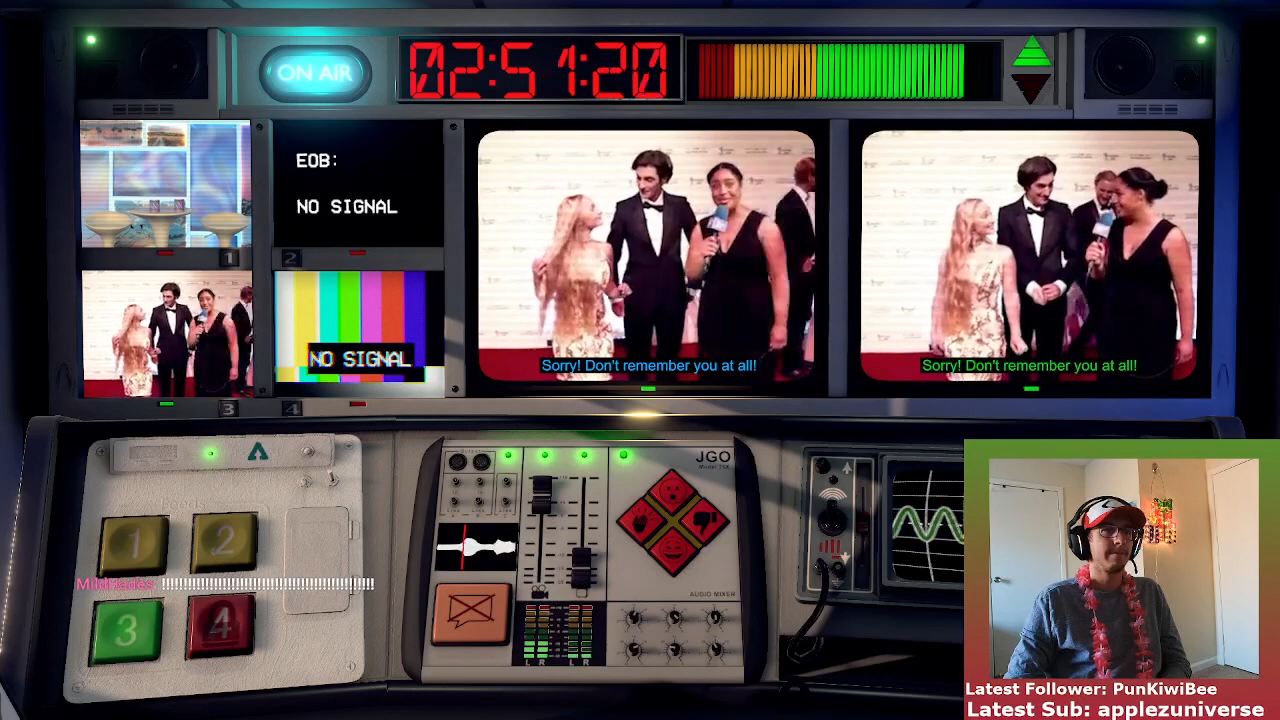 ON AIR
02:51:20
EOB:
NO SIGNAL
1
2
NO SIGNAL
3
4
Sorry! Don't remember you at all!
Sorry! Don't remember you at all!
JGO
1
2
MildHades: !!!!!!!!!!!!!!!!!!!!!!!!!!!!!!!!!!!!!!!!!!!!!!!!!!
3
4
AUDIO MIXER
L R L R
Latest Follower: PunKiwiBee
Latest Sub: applezuniverse